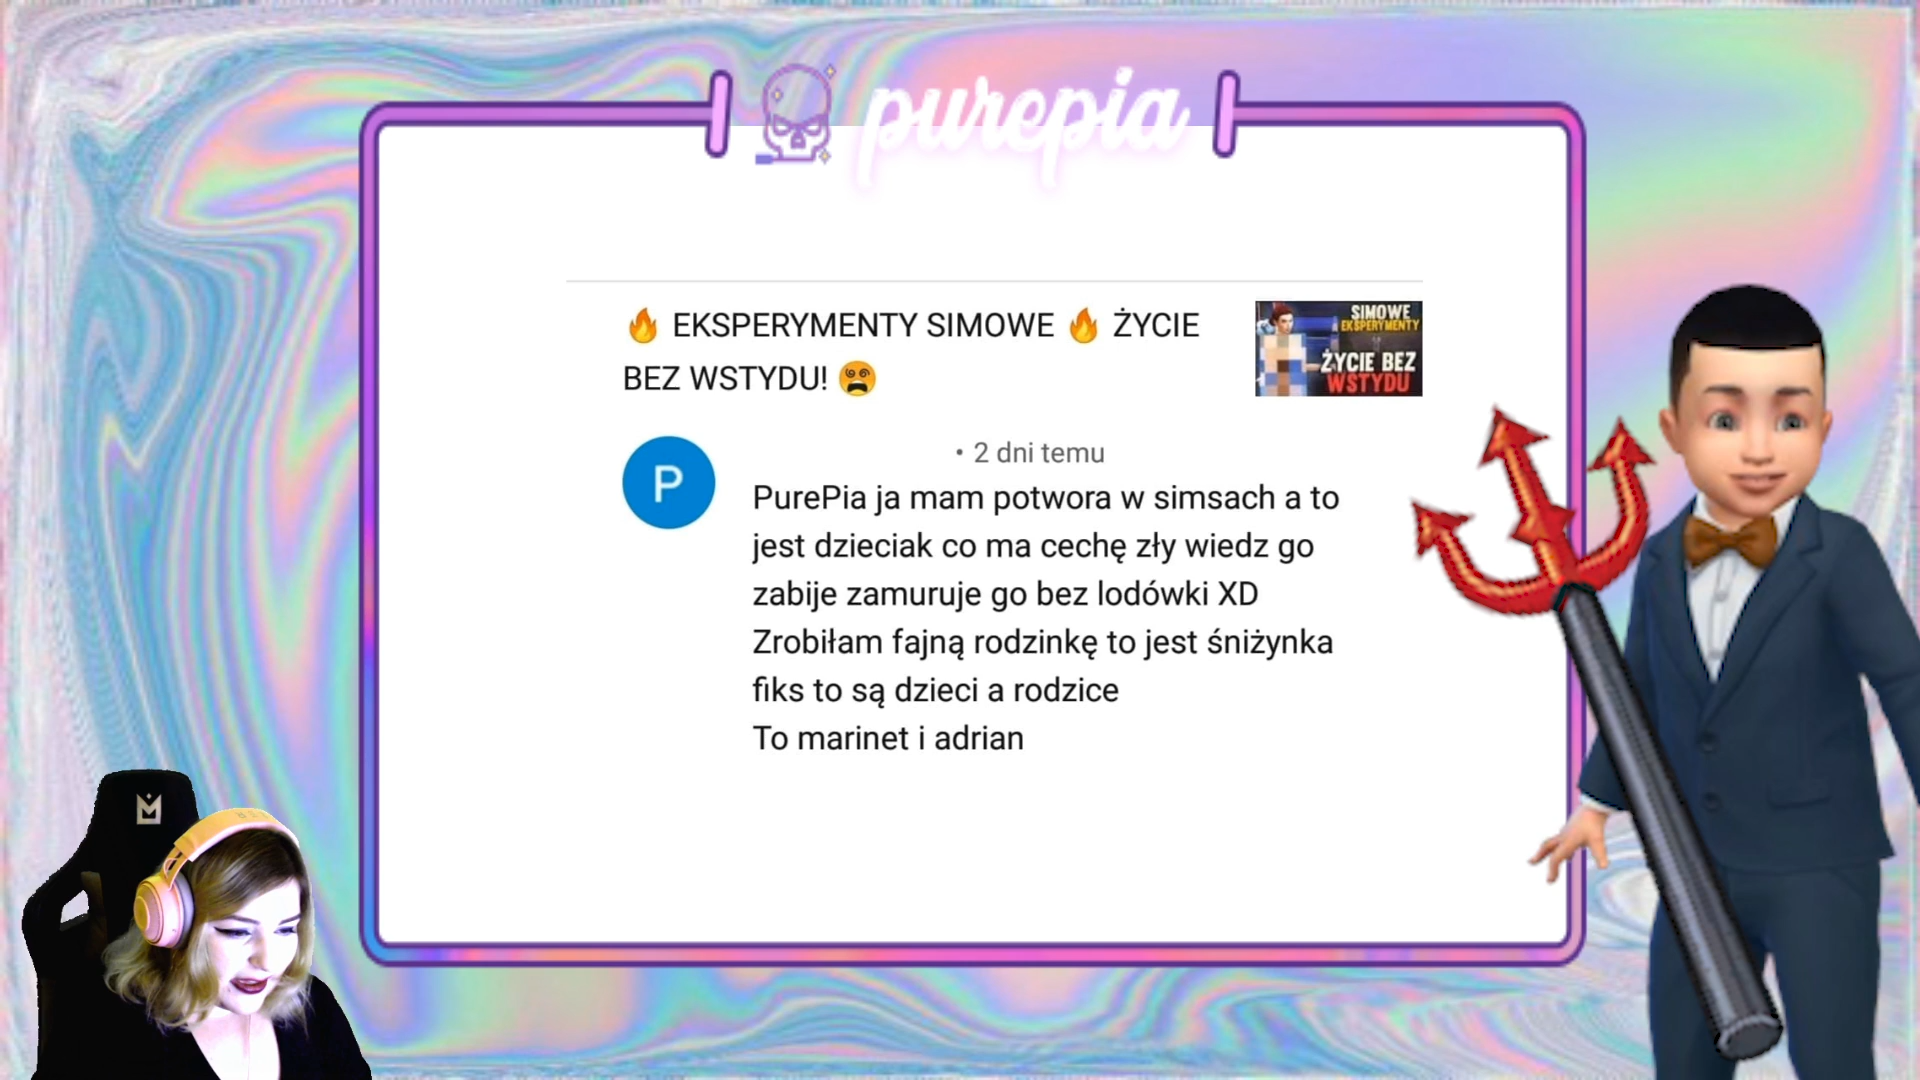 purepia
🔥 EKSPERYMENTY SIMOWE 🔥 ŻYCIE
BEZ WSTYDU! 😵
SIMOWE
EKSPERYMENTY
ŻYCIE BEZ
WSTYDU
P
• 2 dni temu
PurePia ja mam potwora w simsach a to
jest dzieciak co ma cechę zły wiedz go
zabije zamuruje go bez lodówki XD
Zrobiłam fajną rodzinkę to jest śniżynka
fiks to są dzieci a rodzice
To marinet i adrian